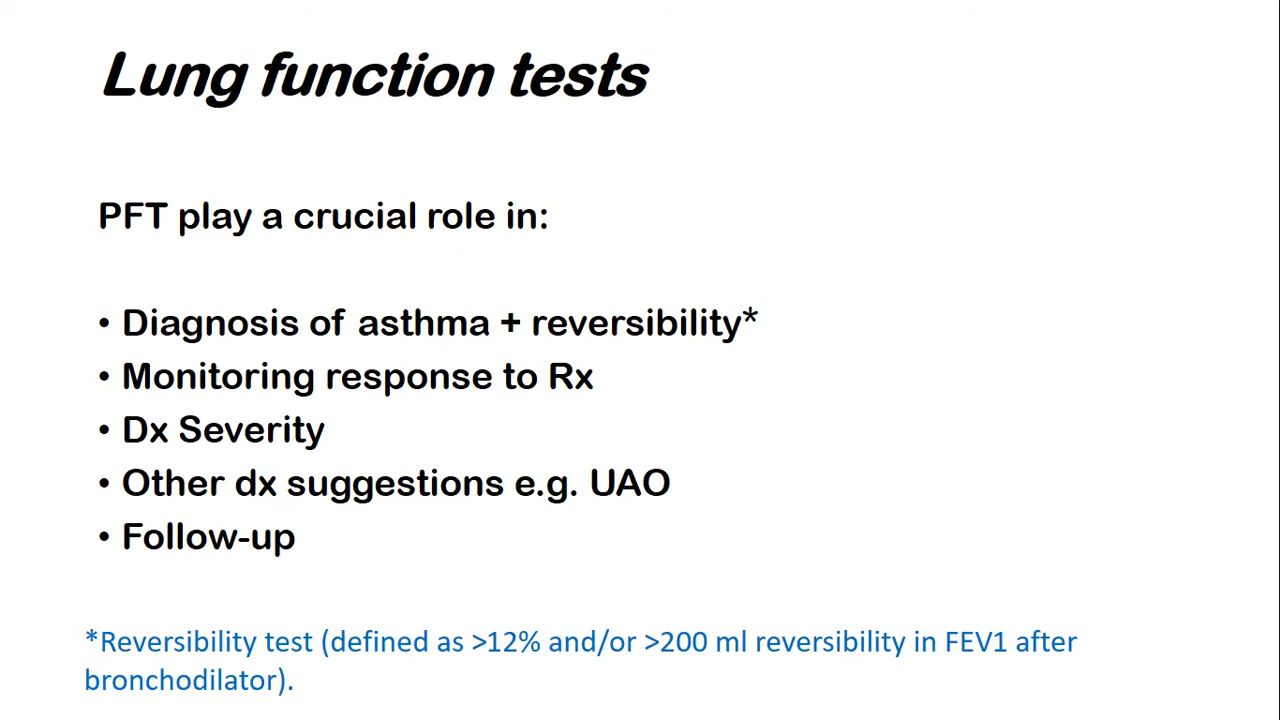 Lung function tests
PFT play a crucial role in:
• Diagnosis of asthma + reversibility*
• Monitoring response to Rx
• Dx Severity
• Other dx suggestions e.g. UAO
• Follow-up
*Reversibility test (defined as >12% and/or >200 ml reversibility in FEV1 after
bronchodilator).